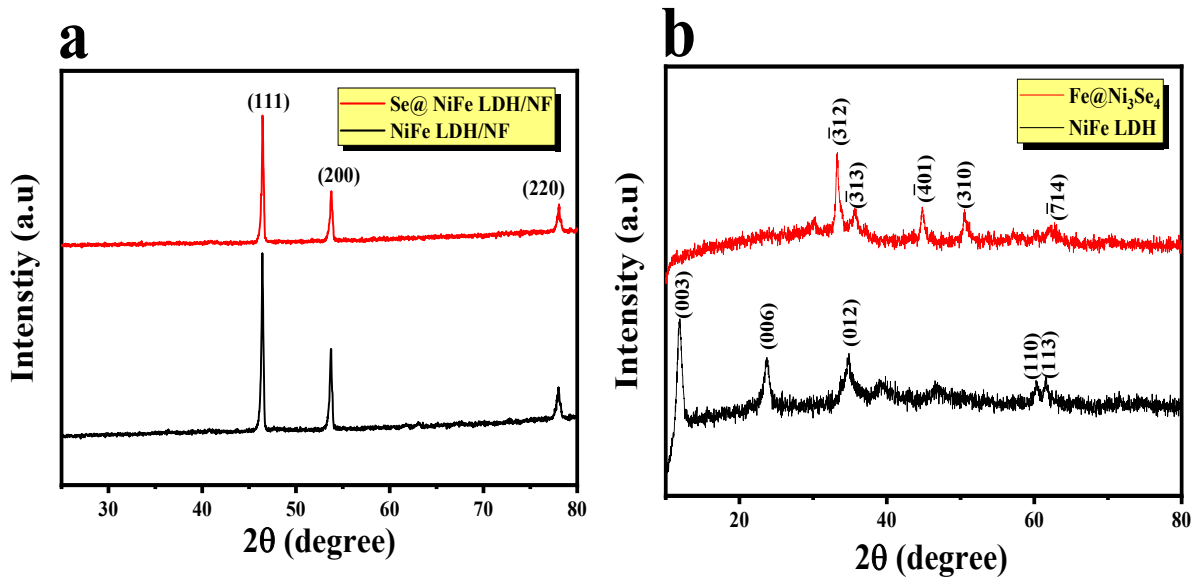 a
Se@ NiFe LDH/NF
NiFe LDH/NF
(111)
(200)
(220)
Intenstiy (a.u)
30 40 50 60 70 80
2θ (degree)
b
Fe@Ni₃Se₄
NiFe LDH
(3̅12)
(3̅13)
(4̅01)
(310)
(7̅14)
(003)
(006)
(012)
(110)
(113)
Intensity (a.u)
20 40 60 80
2θ (degree)